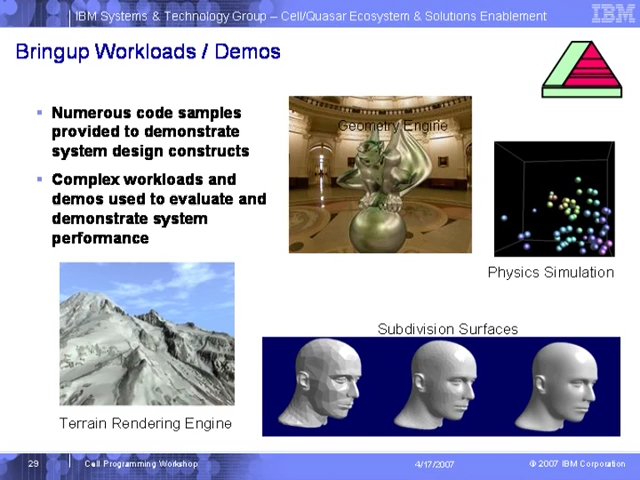 IBM Systems & Technology Group – Cell/Quasar Ecosystem & Solutions Enablement
IBM
Bringup Workloads / Demos
Numerous code samples
provided to demonstrate
system design constructs
Complex workloads and
demos used to evaluate and
demonstrate system
performance
Geometry Engine
Physics Simulation
Subdivision Surfaces
Terrain Rendering Engine
29
Cell Programming Workshop
4/17/2007
© 2007 IBM Corporation